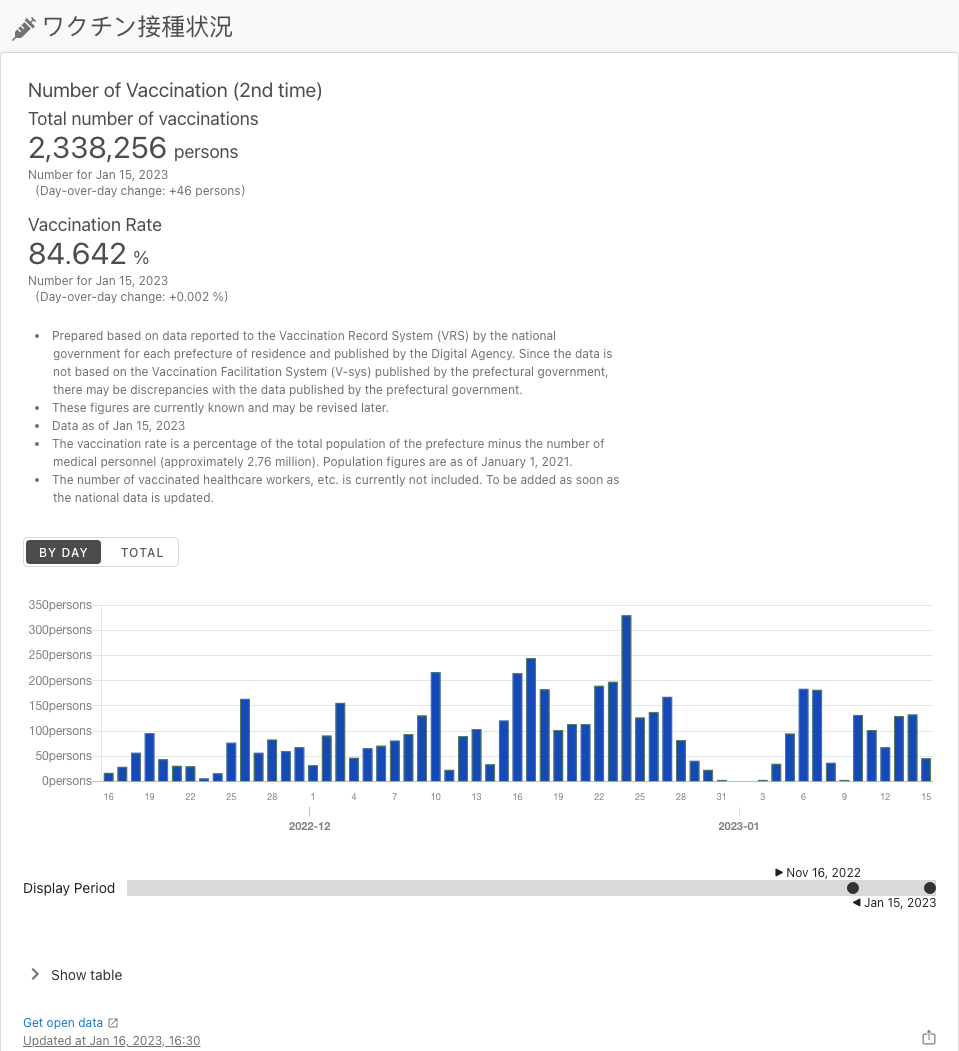 ワクチン接種状況
Number of Vaccination (2nd time)
Total number of vaccinations
2,338,256 persons
Number for Jan 15, 2023
(Day-over-day change: +46 persons)
Vaccination Rate
84.642 %
Number for Jan 15, 2023
(Day-over-day change: +0.002 %)
• Prepared based on data reported to the Vaccination Record System (VRS) by the national
government for each prefecture of residence and published by the Digital Agency. Since the data is
not based on the Vaccination Facilitation System (V-sys) published by the prefectural government,
there may be discrepancies with the data published by the prefectural government.
• These figures are currently known and may be revised later.
• Data as of Jan 15, 2023
• The vaccination rate is a percentage of the total population of the prefecture minus the number of
medical personnel (approximately 2.76 million). Population figures are as of January 1, 2021.
• The number of vaccinated healthcare workers, etc. is currently not included. To be added as soon as
the national data is updated.
BY DAY TOTAL
350persons
300persons
250persons
200persons
150persons
100persons
50persons
0persons
16 19 22 25 28 1 4 7 10 13 16 19 22 25 28 31 3 6 9 12 15
2022-12 2023-01
Nov 16, 2022
Display Period
Jan 15, 2023
Show table
Get open data
Updated at Jan 16, 2023, 16:30